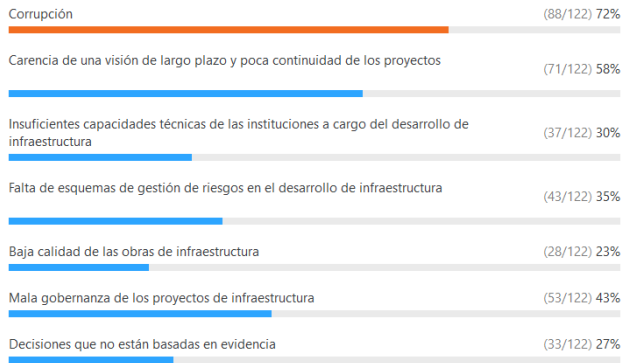 Corrupción (88/122) 72%
Carencia de una visión de largo plazo y poca continuidad de los proyectos (71/122) 58%
Insuficientes capacidades técnicas de las instituciones a cargo del desarrollo de
infraestructura (37/122) 30%
Falta de esquemas de gestión de riesgos en el desarrollo de infraestructura (43/122) 35%
Baja calidad de las obras de infraestructura (28/122) 23%
Mala gobernanza de los proyectos de infraestructura (53/122) 43%
Decisiones que no están basadas en evidencia (33/122) 27%